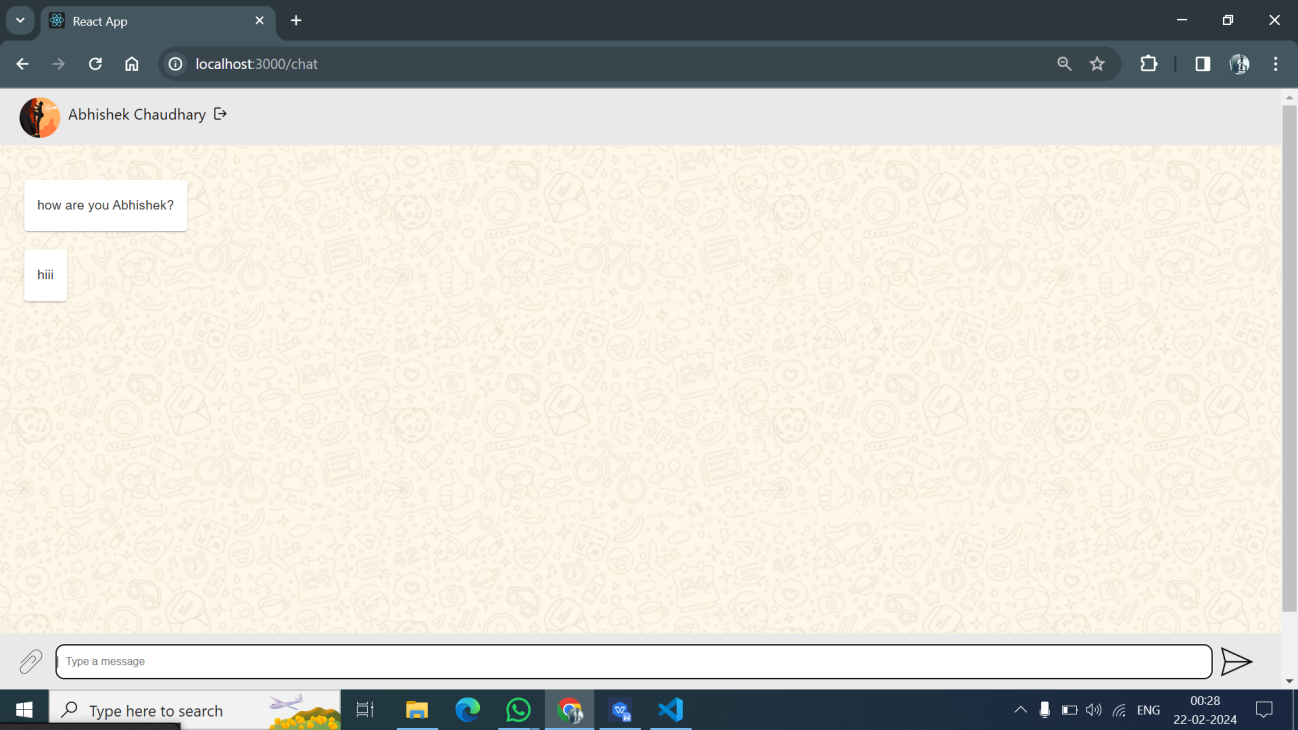 React App
localhost:3000/chat
Abhishek Chaudhary
how are you Abhishek?
hiii
Type a message
Type here to search
ENG
00:28
22-02-2024